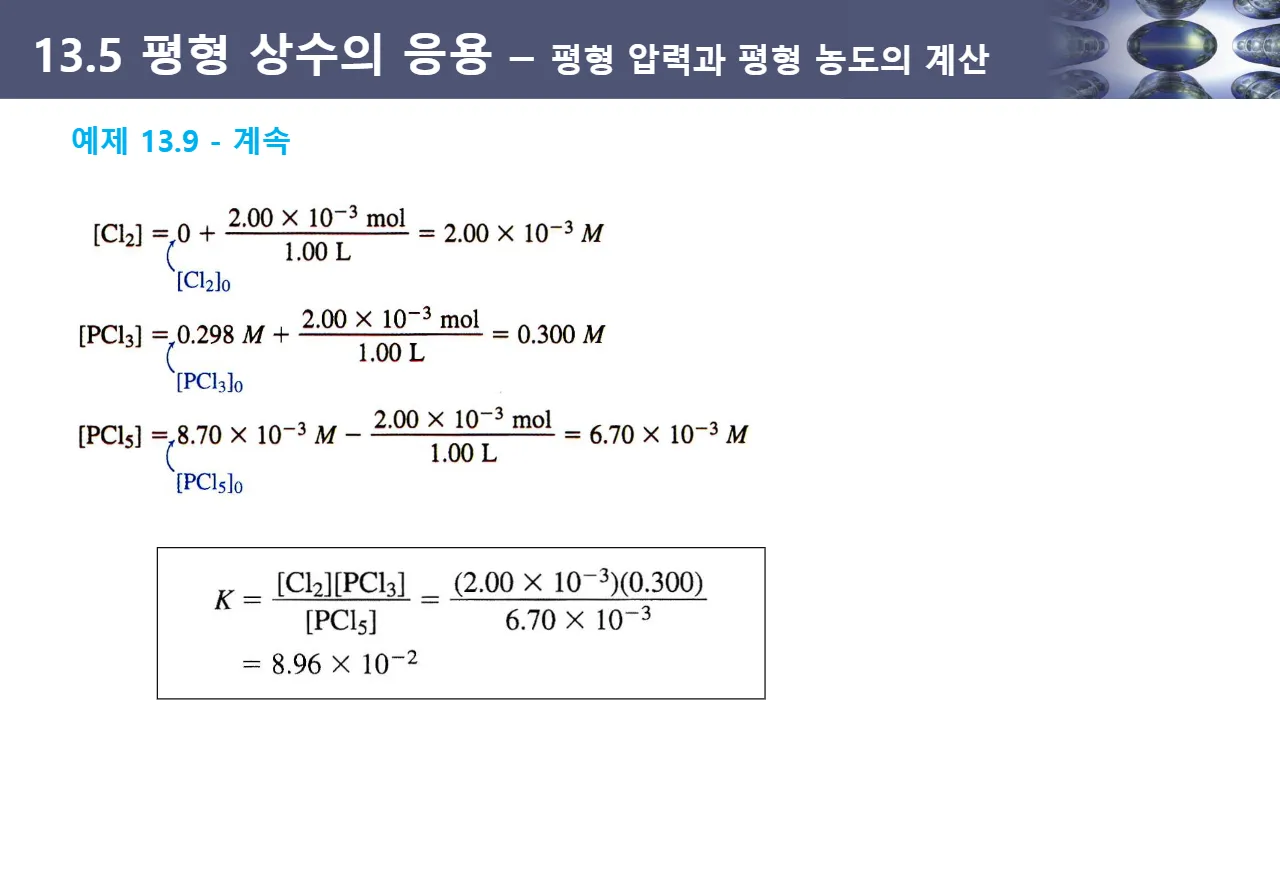 13.5 평형 상수의 응용 – 평형 압력과 평형 농도의 계산
예제 13.9 - 계속
[Cl₂] = 0 + (2.00 × 10⁻³ mol)/(1.00 L) = 2.00 × 10⁻³ M
[Cl₂]₀
[PCl₃] = 0.298 M + (2.00 × 10⁻³ mol)/(1.00 L) = 0.300 M
[PCl₃]₀
[PCl₅] = 8.70 × 10⁻³ M − (2.00 × 10⁻³ mol)/(1.00 L) = 6.70 × 10⁻³ M
[PCl₅]₀
K = [Cl₂][PCl₃]/[PCl₅] = (2.00 × 10⁻³)(0.300)/6.70 × 10⁻³
= 8.96 × 10⁻²